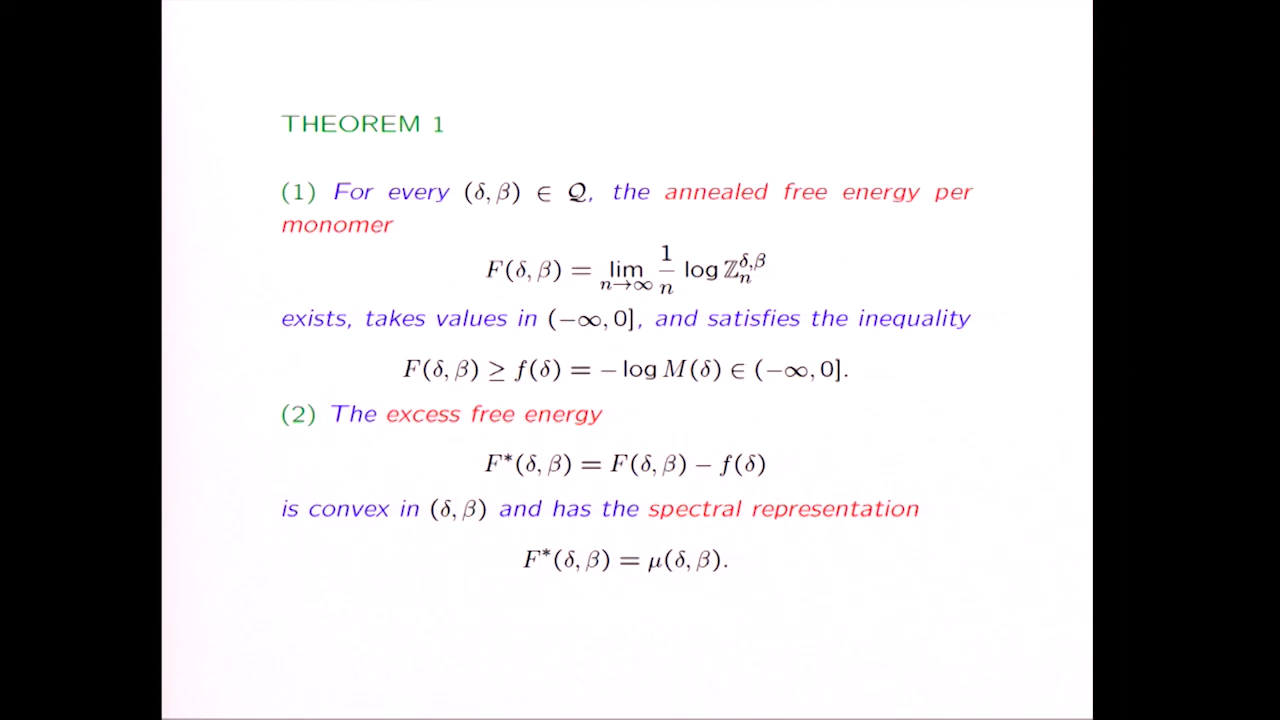 THEOREM 1
(1) For every (δ, β) ∈ 𝒬, the annealed free energy per
monomer
F(δ, β) = lim_{n→∞} 1/n log ℤ_n^{δ,β}
exists, takes values in (−∞, 0], and satisfies the inequality
F(δ, β) ≥ f(δ) = − log M(δ) ∈ (−∞, 0].
(2) The excess free energy
F*(δ, β) = F(δ, β) − f(δ)
is convex in (δ, β) and has the spectral representation
F*(δ, β) = μ(δ, β).